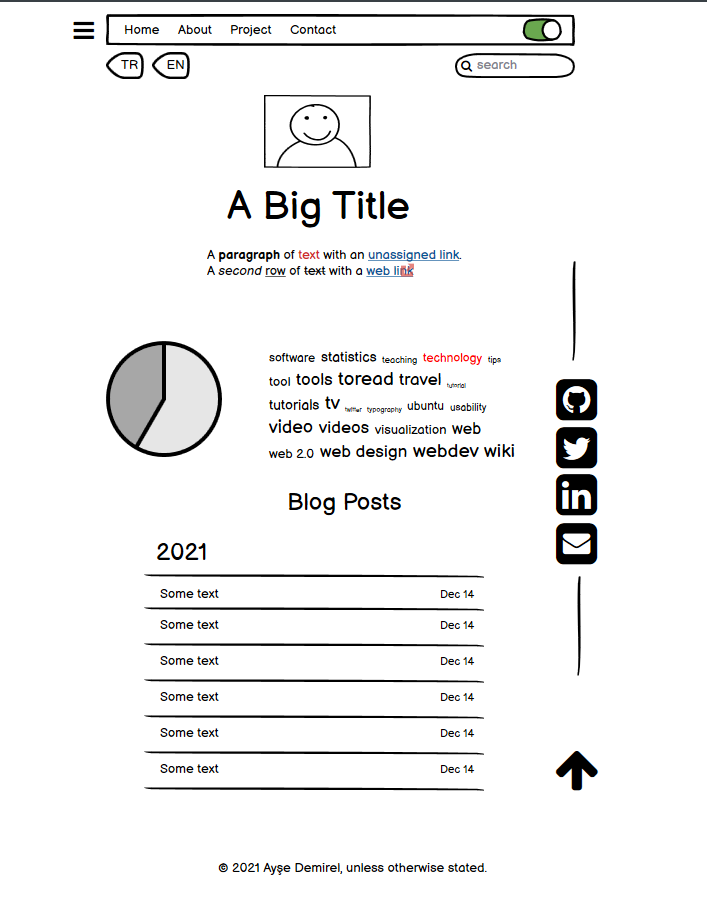 Home About Project Contact
TR EN search
A Big Title
A paragraph of text with an unassigned link.
A second row of text with a web link
software statistics teaching technology tips
tool tools toread travel tutorial
tutorials tv twitter typography ubuntu usability
video videos visualization web
web 2.0 web design webdev wiki
Blog Posts
2021
Some text Dec 14
Some text Dec 14
Some text Dec 14
Some text Dec 14
Some text Dec 14
Some text Dec 14
© 2021 Ayşe Demirel, unless otherwise stated.